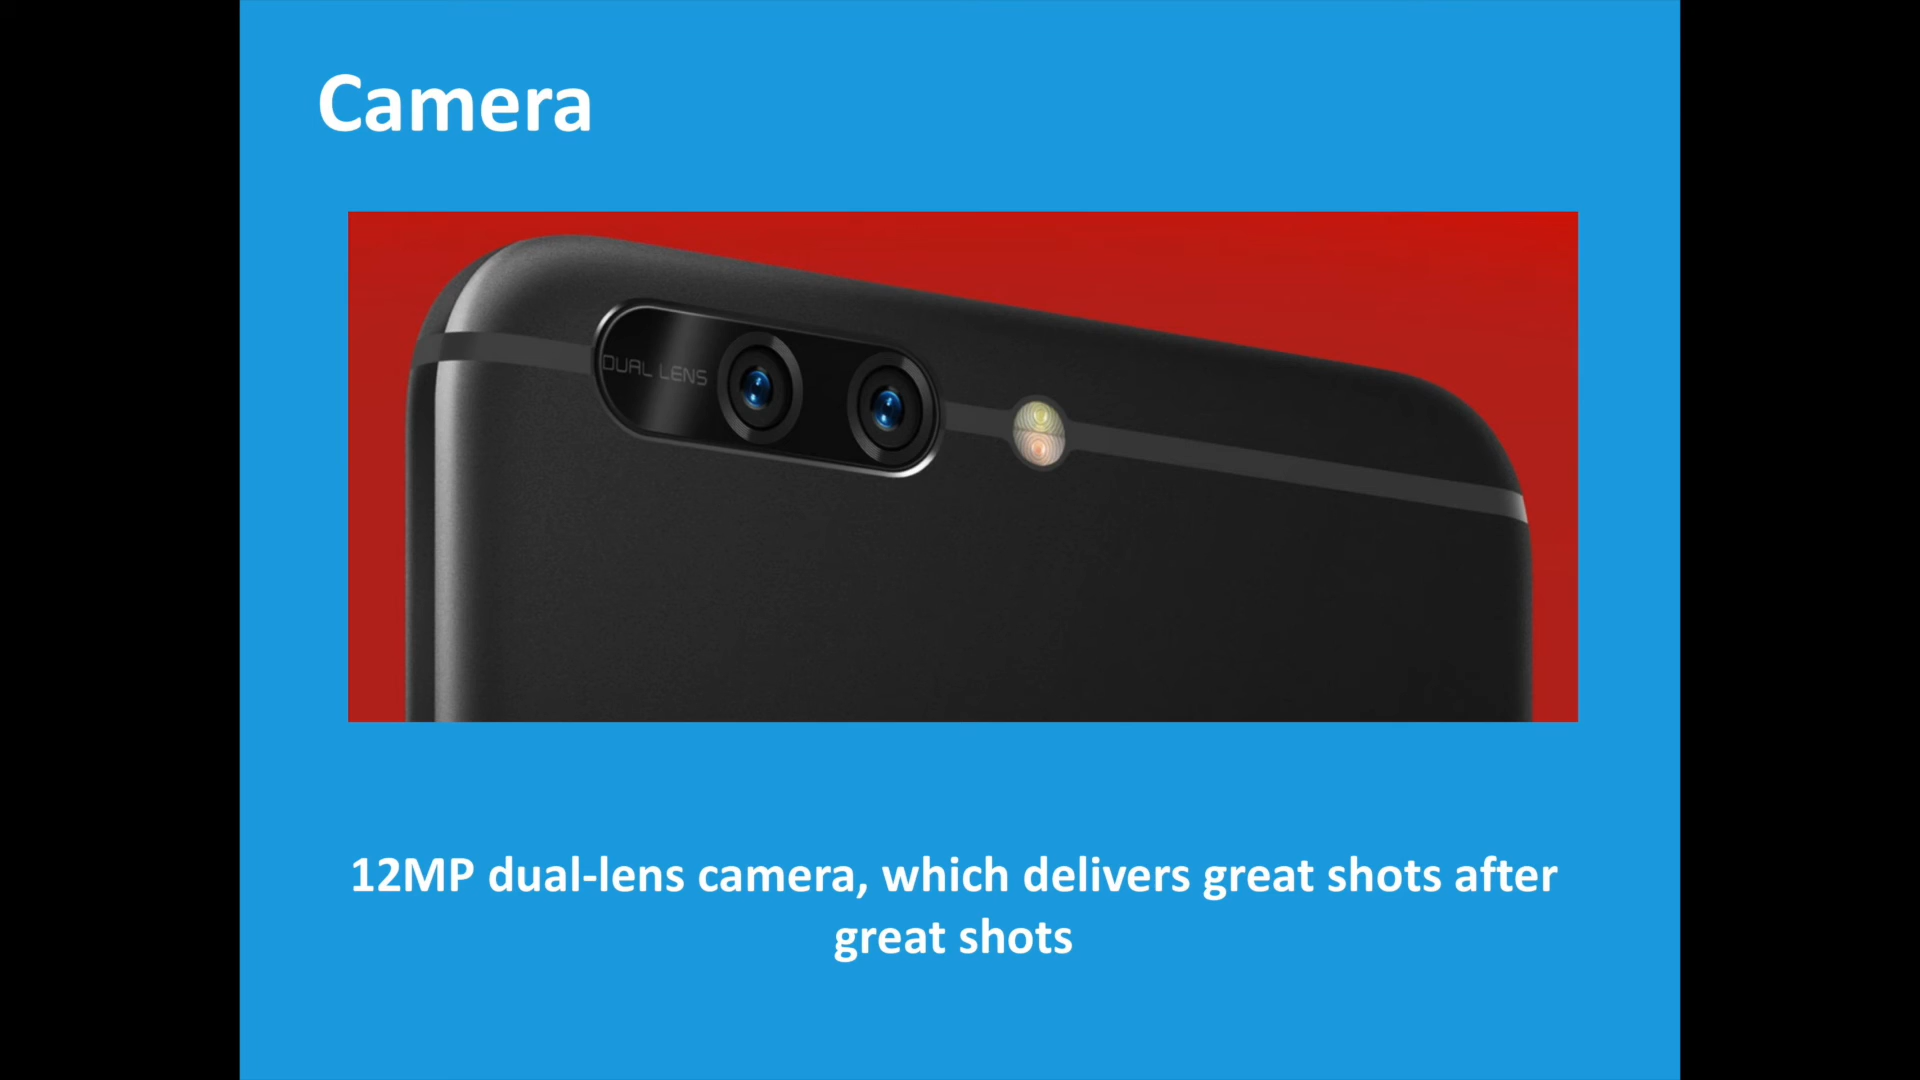 Camera
DUAL LENS
12MP dual-lens camera, which delivers great shots after
great shots